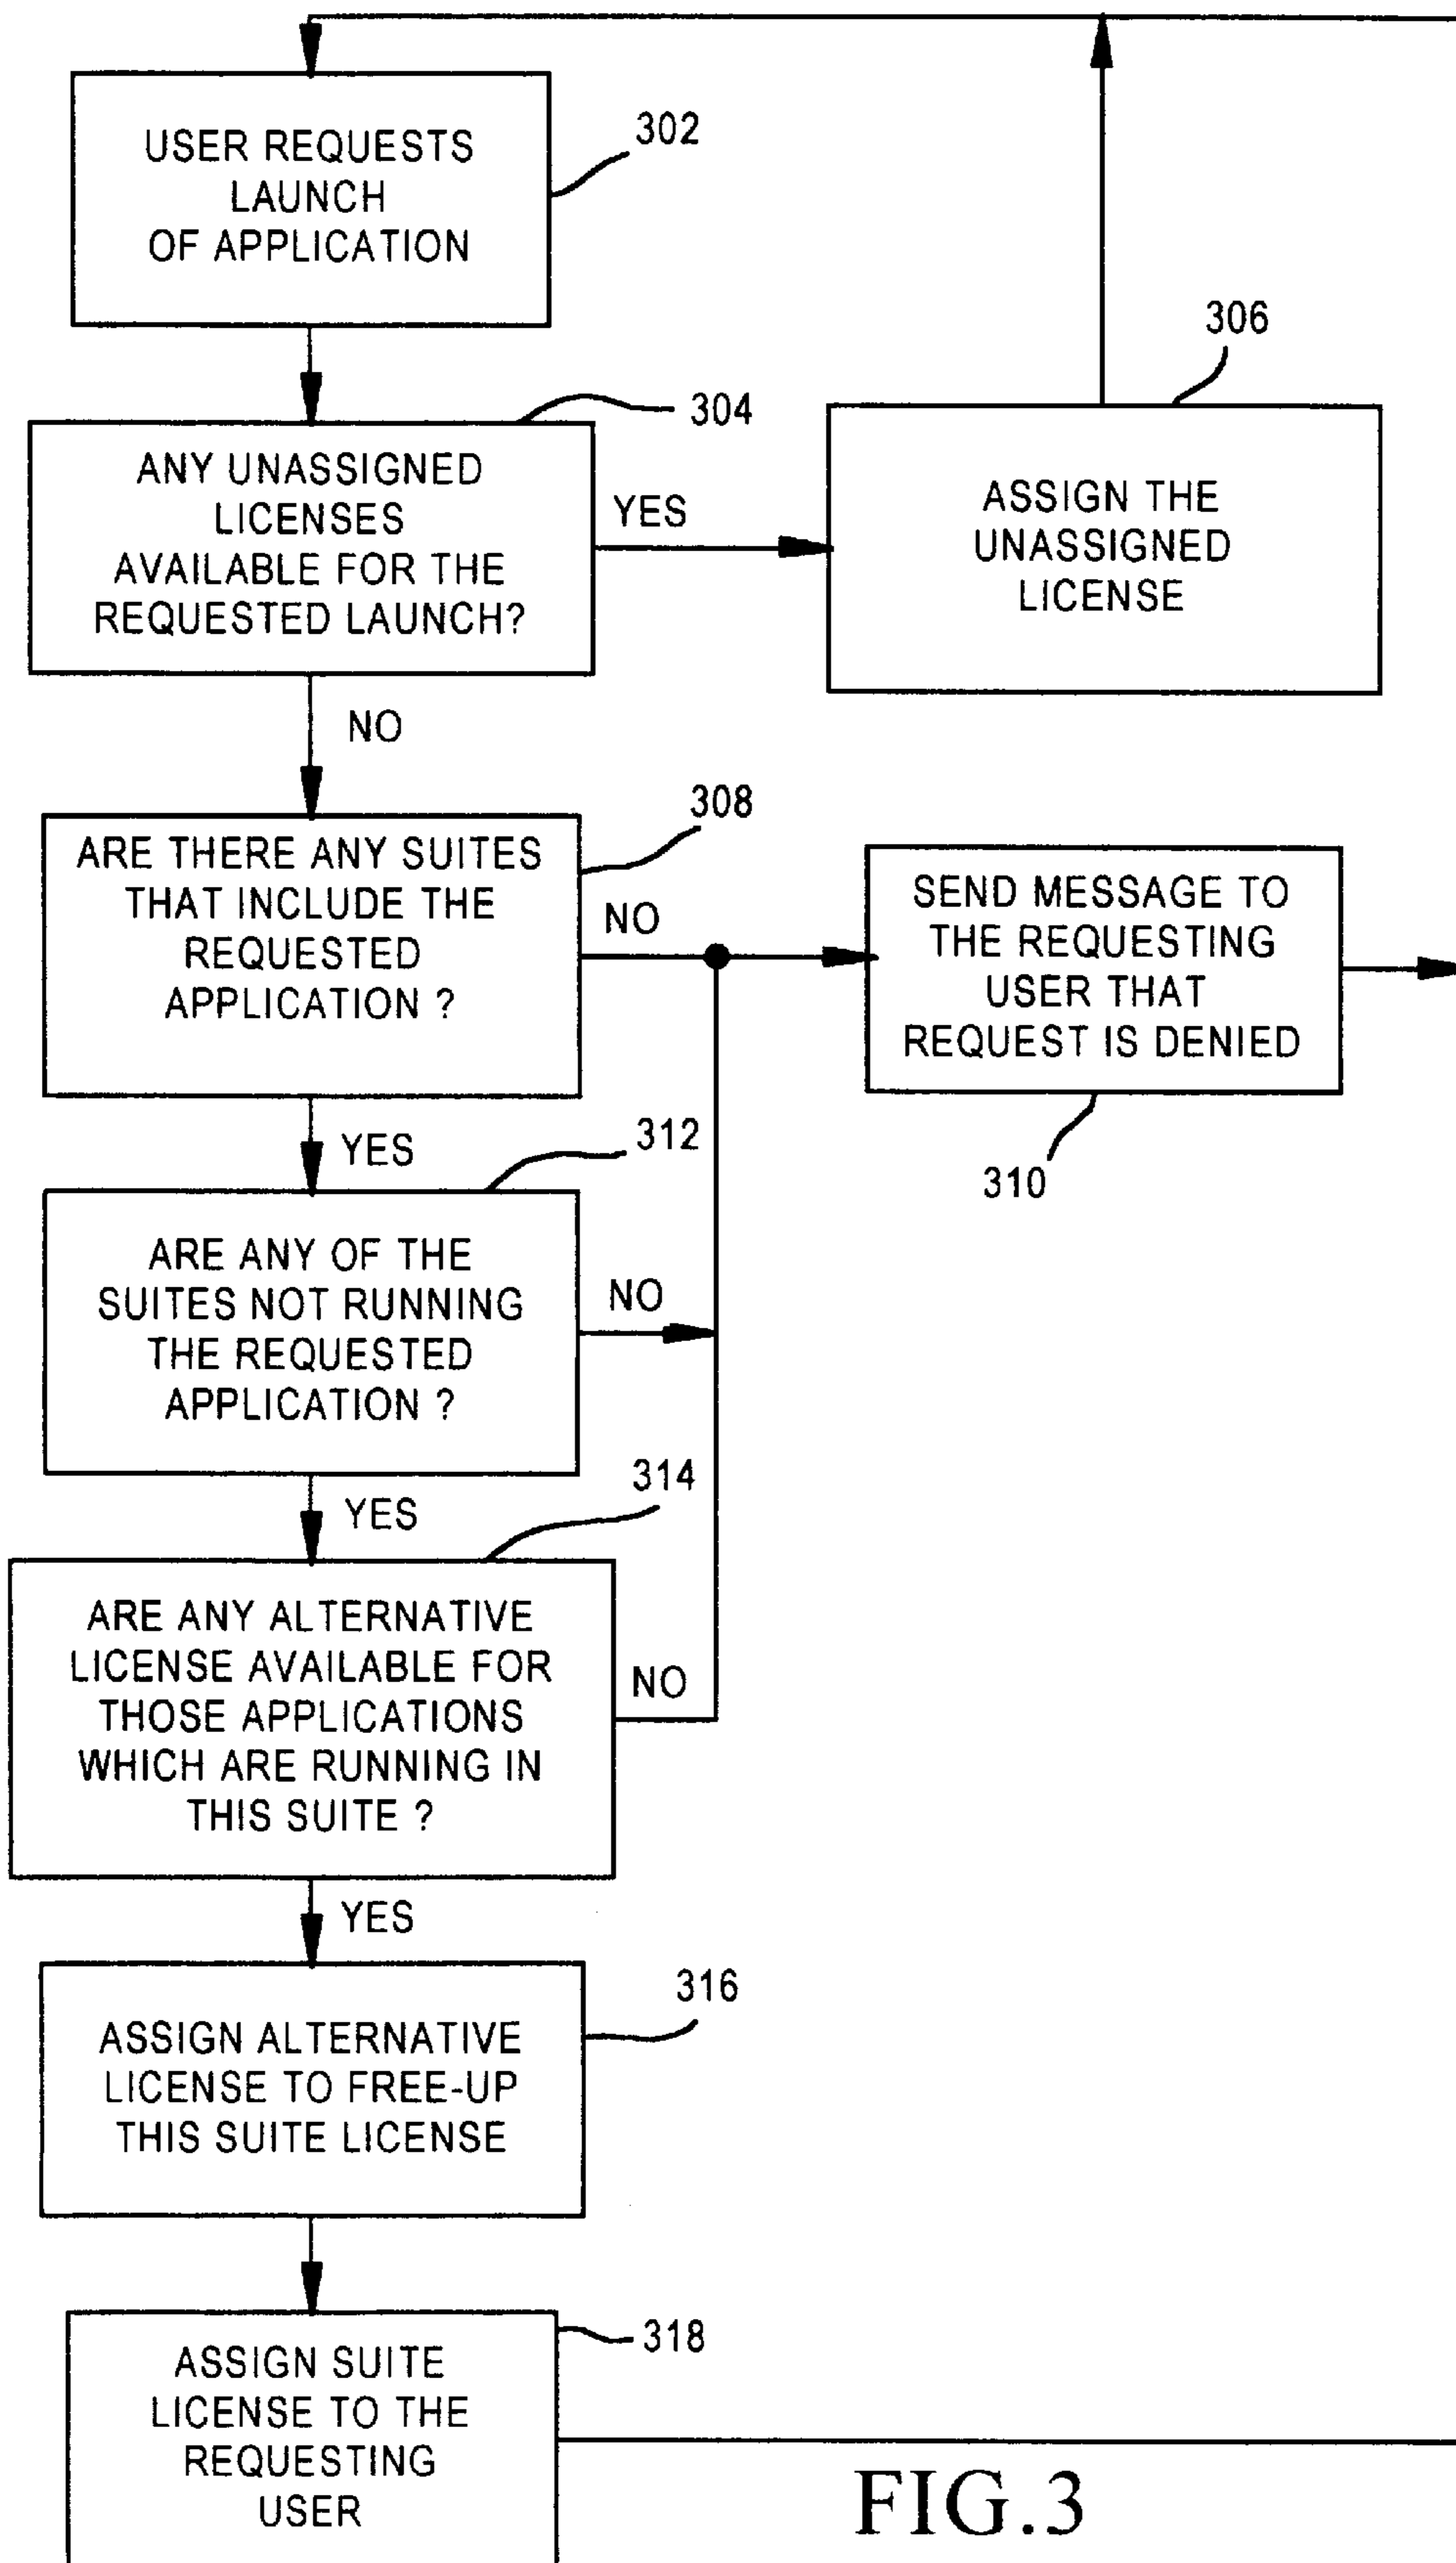 USER REQUESTS
LAUNCH
OF APPLICATION
302
ANY UNASSIGNED
LICENSES
AVAILABLE FOR THE
REQUESTED LAUNCH?
304
YES
ASSIGN THE
UNASSIGNED
LICENSE
306
NO
ARE THERE ANY SUITES
THAT INCLUDE THE
REQUESTED
APPLICATION ?
308
NO
SEND MESSAGE TO
THE REQUESTING
USER THAT
REQUEST IS DENIED
310
YES
ARE ANY OF THE
SUITES NOT RUNNING
THE REQUESTED
APPLICATION ?
312
NO
YES
ARE ANY ALTERNATIVE
LICENSE AVAILABLE FOR
THOSE APPLICATIONS
WHICH ARE RUNNING IN
THIS SUITE ?
314
NO
YES
ASSIGN ALTERNATIVE
LICENSE TO FREE-UP
THIS SUITE LICENSE
316
ASSIGN SUITE
LICENSE TO THE
REQUESTING
USER
318
FIG.3